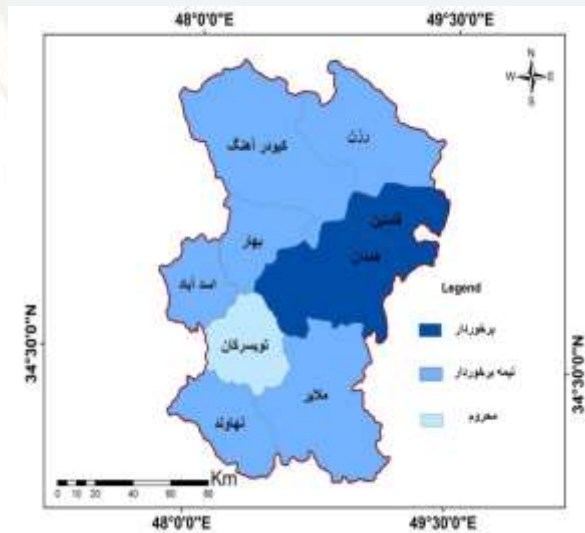 48°0'0"E
49°30'0"E
N
W E
S
رزن
کبودر آهنگ
فامنین
همدان
بهار
اسد آباد
Legend
برخوردار
34°30'0"N
تویسرکان
34°30'0"N
نیمه برخوردار
ملایر
نهاوند
محروم
Km
0 10 20 40 60 80
48°0'0"E
49°30'0"E